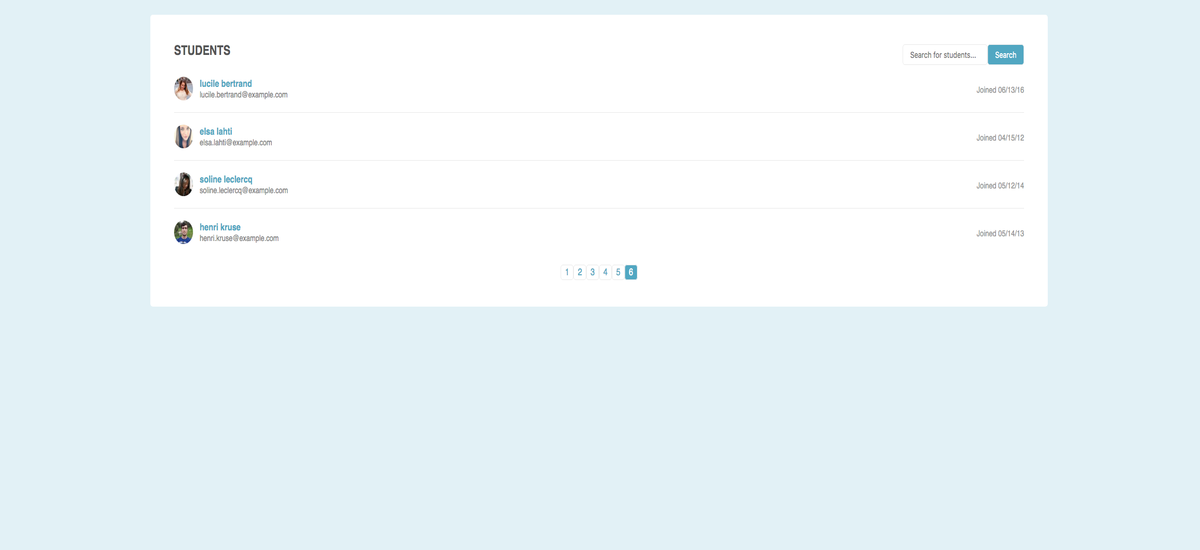 STUDENTS
Search for students...
Search
lucile bertrand
lucile.bertrand@example.com
Joined 06/13/16
elsa lahti
elsa.lahti@example.com
Joined 04/15/12
soline leclercq
soline.leclercq@example.com
Joined 05/12/14
henri kruse
henri.kruse@example.com
Joined 05/14/13
1 2 3 4 5 6